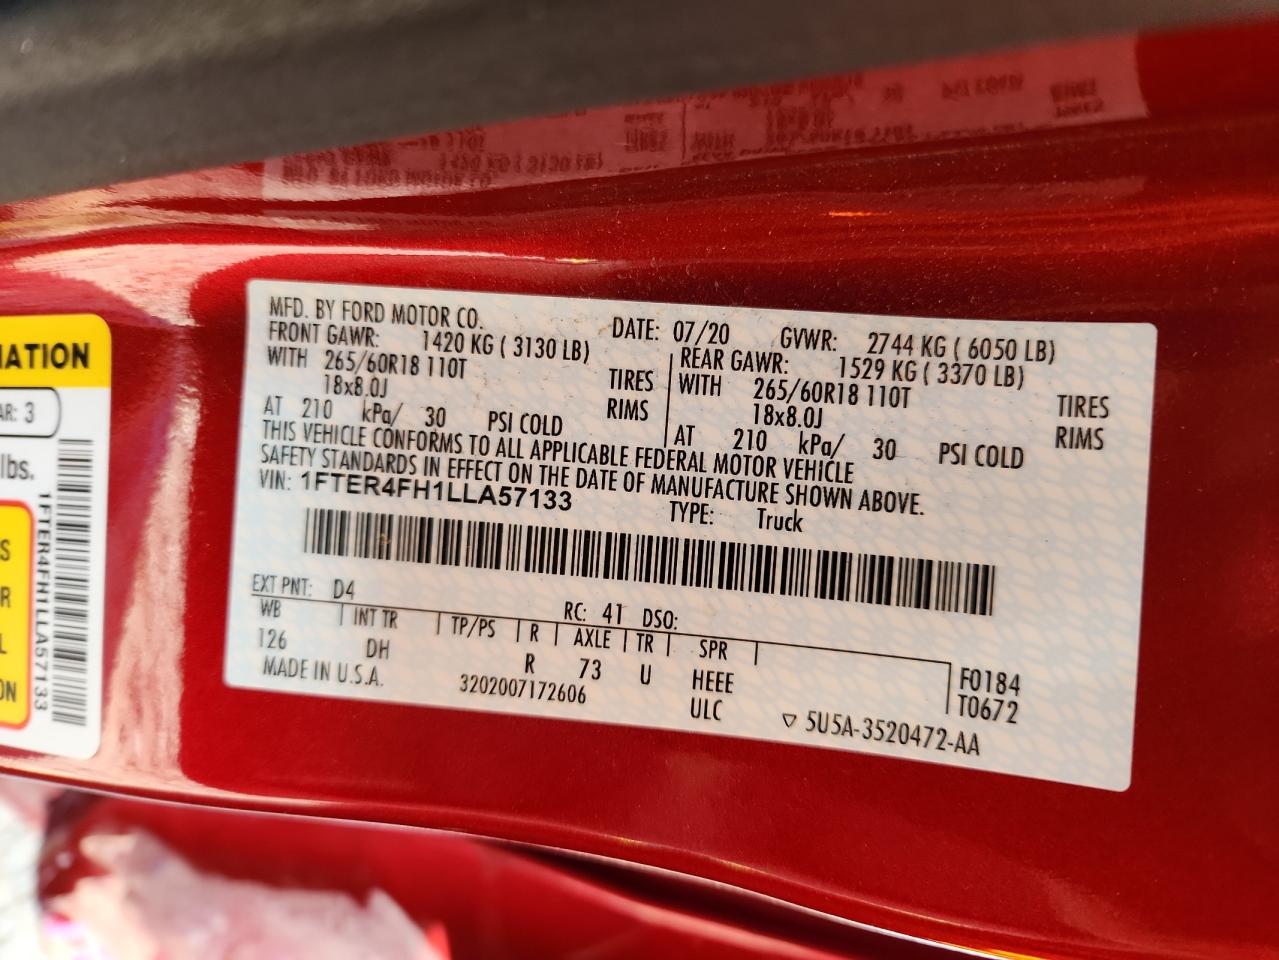 MFD. BY FORD MOTOR CO.
DATE: 07/20 GVWR: 2744 KG ( 6050 LB)
FRONT GAWR: 1420 KG ( 3130 LB)
WITH 265/60R18 110T TIRES
18x8.0J RIMS
AT 210 kPa/ 30 PSI COLD
REAR GAWR: 1529 KG ( 3370 LB)
WITH 265/60R18 110T TIRES
18x8.0J RIMS
AT 210 kPa/ 30 PSI COLD
THIS VEHICLE CONFORMS TO ALL APPLICABLE FEDERAL MOTOR VEHICLE
SAFETY STANDARDS IN EFFECT ON THE DATE OF MANUFACTURE SHOWN ABOVE.
VIN: 1FTER4FH1LLA57133
TYPE: Truck
EXT PNT: D4 RC: 41 DSO:
WB INT TR TP/PS R AXLE TR SPR
126 DH R 73 U HEEE F0184
ULC T0672
MADE IN U.S.A. 3202007172606
▽ 5U5A-3520472-AA
AR: 3
lbs.
1FTER4FH1LLA57133